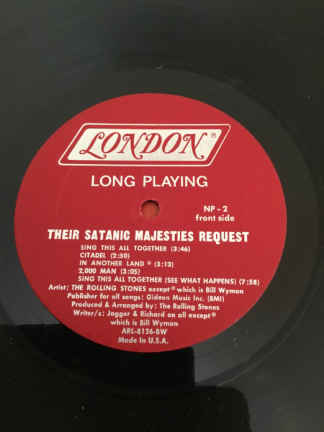 LONDON®
LONG PLAYING
NP-2
front side
THEIR SATANIC MAJESTIES REQUEST
SING THIS ALL TOGETHER (3:46)
CITADEL (2:50)
IN ANOTHER LAND ® (3:12)
2,000 MAN (3:05)
SING THIS ALL TOGETHER (SEE WHAT HAPPENS) (7:58)
Artist: THE ROLLING STONES except ® which is Bill Wyman
Publisher for all songs: Gideon Music Inc. (BMI)
Produced & Arranged by: The Rolling Stones
Writer/s: Jagger & Richard on all except ®
which is Bill Wyman
ARL-8126-BW
Made in U.S.A.